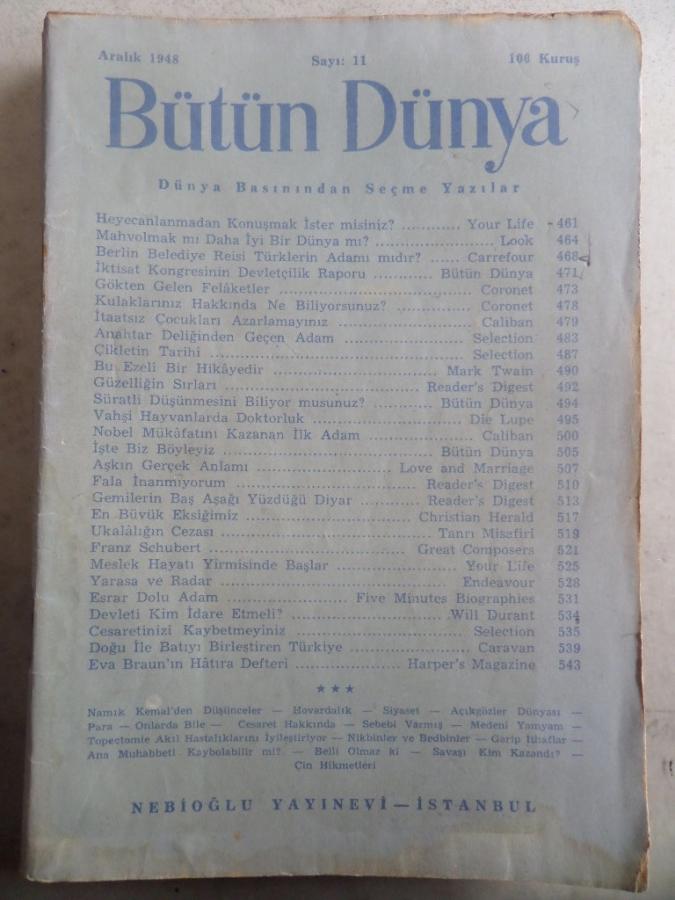 Aralık 1948 Sayı: 11 100 Kuruş
Bütün Dünya
Dünya Basınından Seçme Yazılar
Heyecanlanmadan Konuşmak İster misiniz? ............ Your Life 461
Mahvolmak mı Daha İyi Bir Dünya mı? .................. Look 464
Berlin Belediye Reisi Türklerin Adamı mıdır? ...... Carrefour 468
İktisat Kongresinin Devletçilik Raporu ............ Bütün Dünya 471
Gökten Gelen Felâketler .............................. Coronet 473
Kulaklarınız Hakkında Ne Biliyorsunuz? ............... Coronet 478
İtaatsız Çocukları Azarlamayınız ..................... Caliban 479
Anahtar Deliğinden Geçen Adam ..................... Selection 483
Çikletin Tarihi .................................... Selection 487
Bu Ezeli Bir Hikâyedir ........................... Mark Twain 490
Güzelliğin Sırları .............................. Reader's Digest 492
Süratli Düşünmesini Biliyor musunuz? ............ Bütün Dünya 494
Vahşi Hayvanlarda Doktorluk ........................ Die Lupe 495
Nobel Mükâfatını Kazanan İlk Adam .................. Caliban 500
İşte Biz Böyleyiz ................................. Bütün Dünya 505
Aşkın Gerçek Anlamı ..................... Love and Marriage 507
Fala İnanmıyorum .............................. Reader's Digest 510
Gemilerin Baş Aşağı Yüzdüğü Diyar ............ Reader's Digest 513
En Büyük Eksiğimiz .............................. Christian Herald 517
Ukalâlığın Cezası ................................. Tanrı Misafiri 519
Franz Schubert .............................. Great Composers 521
Meslek Hayatı Yirmisinde Başlar ..................... Your Life 525
Yarasa ve Radar .................................... Endeavour 528
Esrar Dolu Adam .................. Five Minutes Biographies 531
Devleti Kim İdare Etmeli? ........................ Will Durant 534
Cesaretinizi Kaybetmeyiniz ........................ Selection 535
Doğu İle Batıyı Birleştiren Türkiye .................. Caravan 539
Eva Braun'ın Hâtıra Defteri ............... Harper's Magazine 543
★★★
Namık Kemal'den Düşünceler — Hovardalık — Siyaset — Açıkgözler Dünyası —
Para — Onlarda Bile — Cesaret Hakkında — Sebebi Varmış — Medeni Yamyam —
Topectomie Akıl Hastalıklarını İyileştiriyor — Nikbinler ve Bedbinler — Garip İthaflar —
Ana Muhabbeti Kaybolabilir mi? — Belli Olmaz ki — Savaşı Kim Kazandı? —
Çin Hikmetleri
NEBİOĞLU YAYINEVİ — İSTANBUL